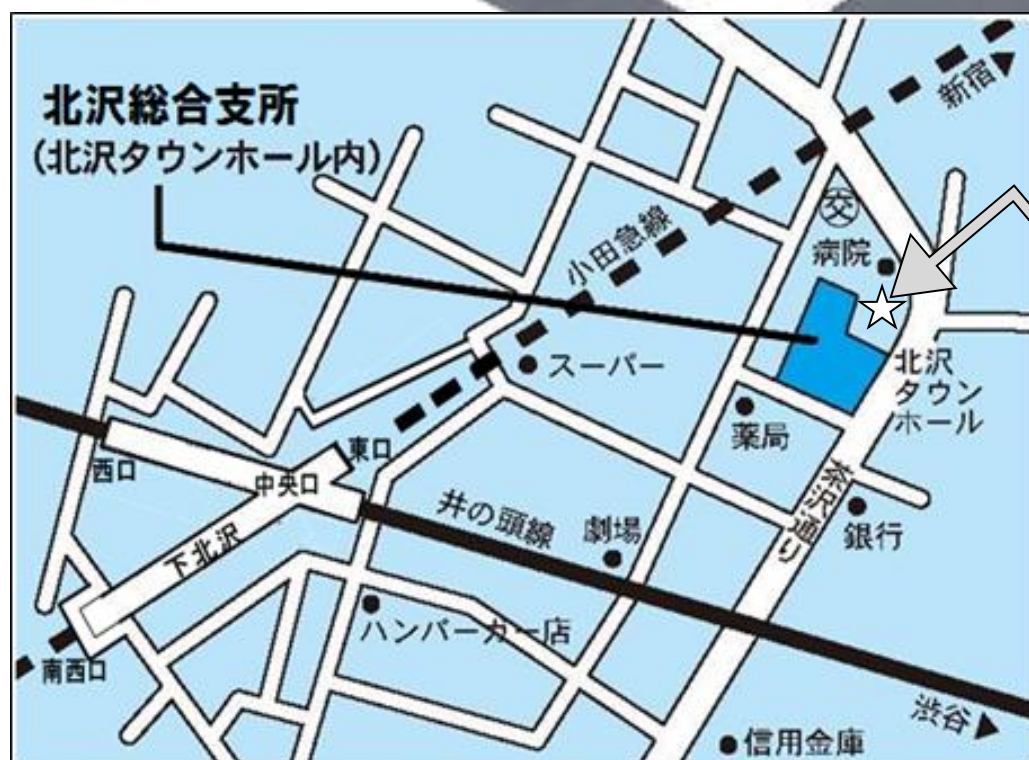 北沢総合支所
(北沢タウンホール内)
新宿▶
小田急線
㊋
病院
北沢
タウン
ホール
スーパー
薬局
東口
西口
中央口
井の頭線
劇場
茶沢通り
銀行
下北沢
ハンバーガー店
南西口
渋谷▶
信用金庫